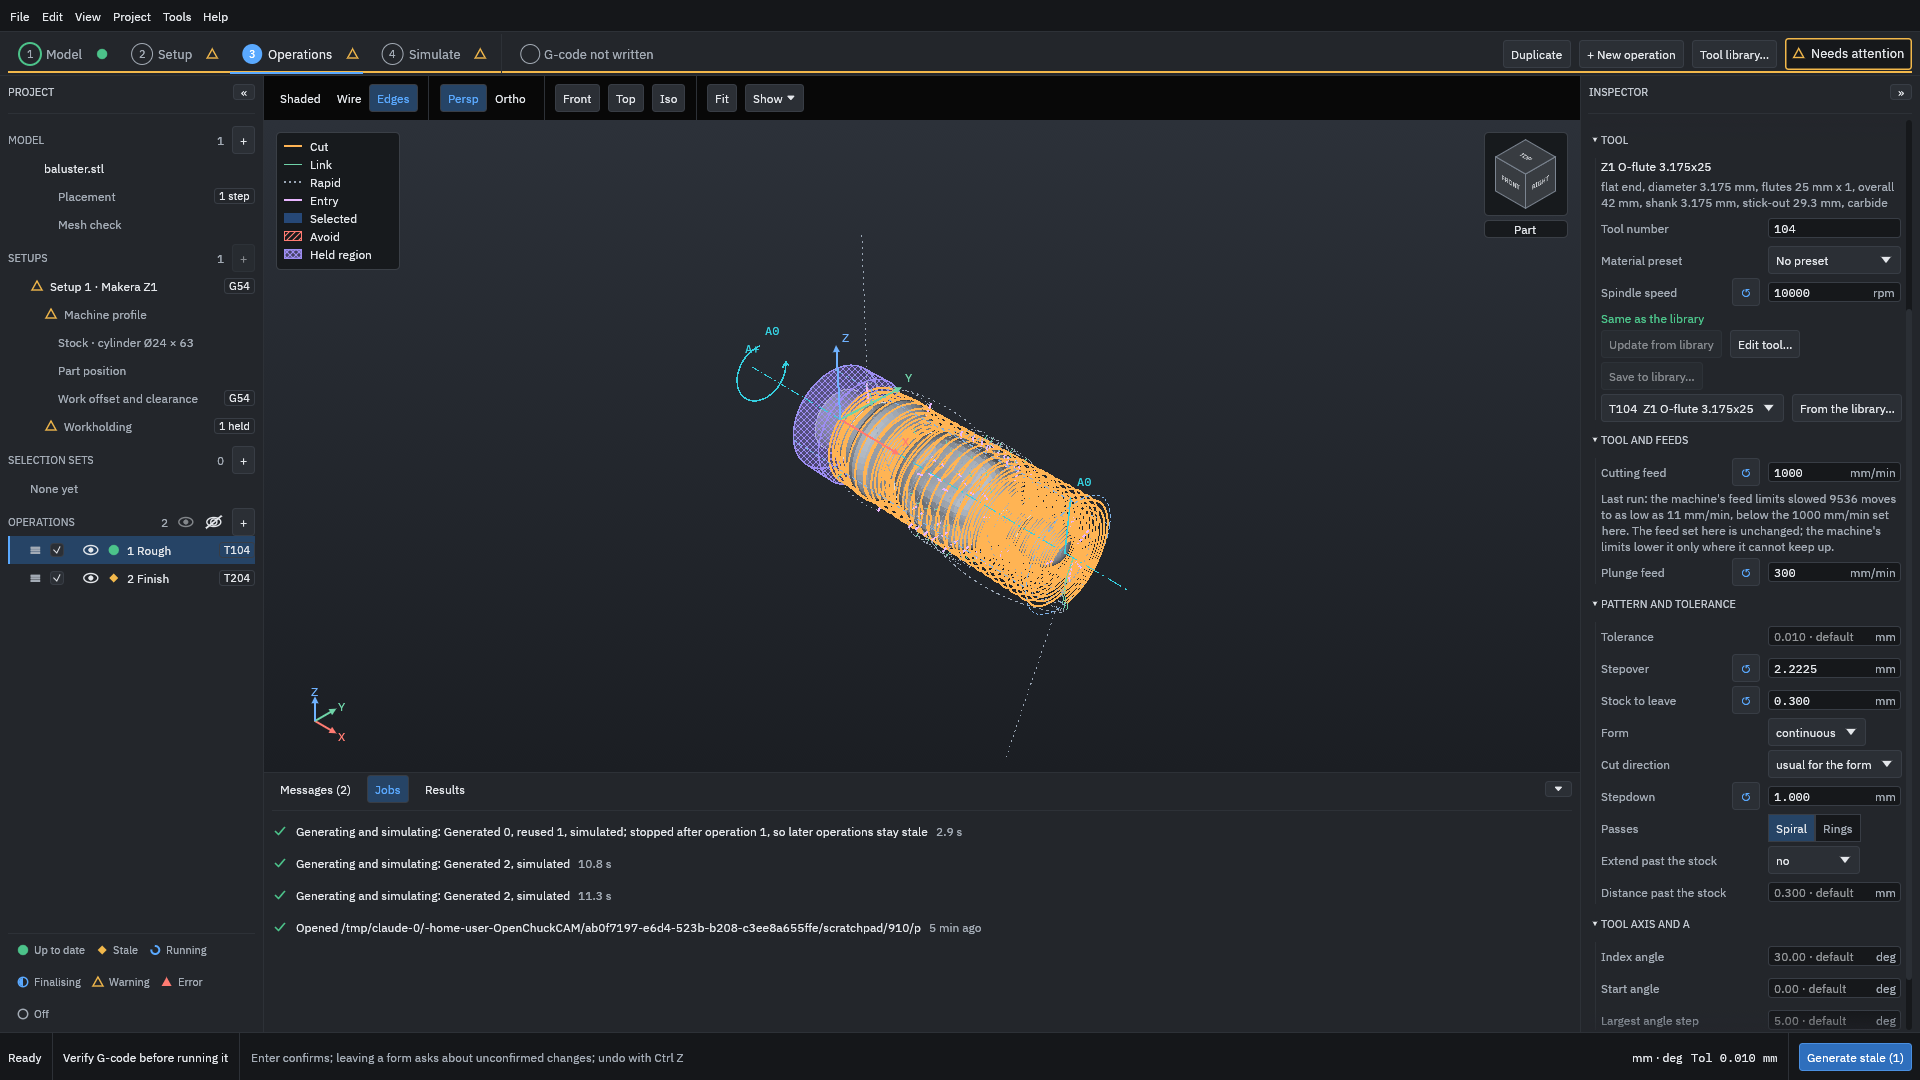 File Edit View Project Tools Help
1 Model 2 Setup 3 Operations 4 Simulate G-code not written Duplicate + New operation Tool library... Needs attention
PROJECT «
Shaded Wire Edges Persp Ortho Front Top Iso Fit Show
INSPECTOR »
MODEL 1 +
baluster.stl
Placement 1 step
Mesh check
SETUPS 1 +
Setup 1 · Makera Z1 G54
Machine profile
Stock · cylinder Ø24 × 63
Part position
Work offset and clearance G54
Workholding 1 held
SELECTION SETS 0 +
None yet
OPERATIONS 2 +
1 Rough T104
2 Finish T204
Up to date Stale Running
Finalising Warning Error
Off
Cut
Link
Rapid
Entry
Selected
Avoid
Held region
TOP
FRONT RIGHT
Part
A0
A+
Z
Y
A0
Z
Y
X
Messages (2) Jobs Results
Generating and simulating: Generated 0, reused 1, simulated; stopped after operation 1, so later operations stay stale 2.9 s
Generating and simulating: Generated 2, simulated 10.8 s
Generating and simulating: Generated 2, simulated 11.3 s
Opened /tmp/claude-0/-home-user-OpenChuckCAM/ab0f7197-e6d4-523b-b208-c3ee8a655ffe/scratchpad/910/p 5 min ago
TOOL
Z1 O-flute 3.175x25
flat end, diameter 3.175 mm, flutes 25 mm x 1, overall
42 mm, shank 3.175 mm, stick-out 29.3 mm, carbide
Tool number 104
Material preset No preset
Spindle speed 10000 rpm
Same as the library
Update from library Edit tool...
Save to library...
T104 Z1 O-flute 3.175x25 From the library...
TOOL AND FEEDS
Cutting feed 1000 mm/min
Last run: the machine's feed limits slowed 9536 moves
to as low as 11 mm/min, below the 1000 mm/min set
here. The feed set here is unchanged; the machine's
limits lower it only where it cannot keep up.
Plunge feed 300 mm/min
PATTERN AND TOLERANCE
Tolerance 0.010 · default mm
Stepover 2.2225 mm
Stock to leave 0.300 mm
Form continuous
Cut direction usual for the form
Stepdown 1.000 mm
Passes Spiral Rings
Extend past the stock no
Distance past the stock 0.300 · default mm
TOOL AXIS AND A
Index angle 30.00 · default deg
Start angle 0.00 · default deg
Largest angle step 5.00 · default deg
Ready Verify G-code before running it Enter confirms; leaving a form asks about unconfirmed changes; undo with Ctrl Z mm · deg Tol 0.010 mm Generate stale (1)